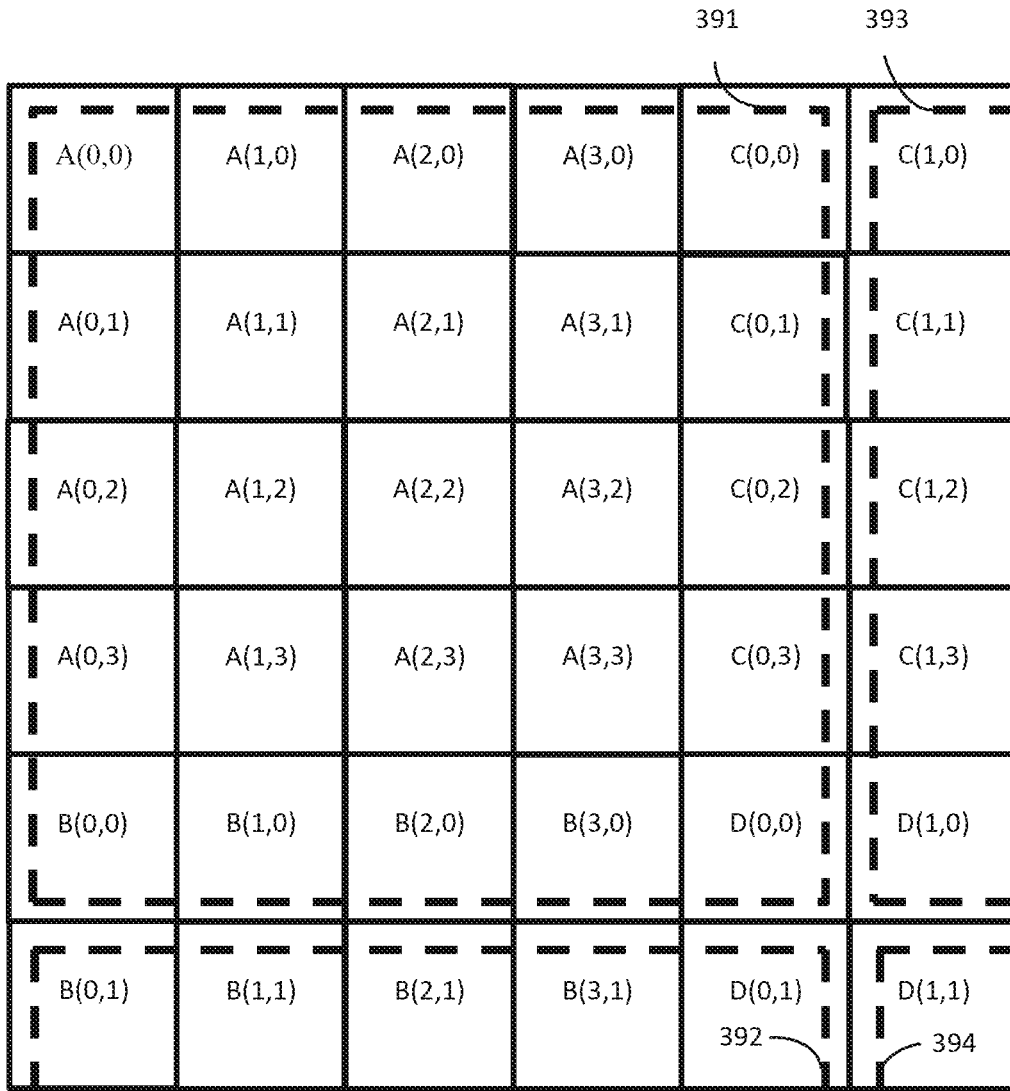 391 393
A(0,0) A(1,0) A(2,0) A(3,0) C(0,0) C(1,0)
A(0,1) A(1,1) A(2,1) A(3,1) C(0,1) C(1,1)
A(0,2) A(1,2) A(2,2) A(3,2) C(0,2) C(1,2)
A(0,3) A(1,3) A(2,3) A(3,3) C(0,3) C(1,3)
B(0,0) B(1,0) B(2,0) B(3,0) D(0,0) D(1,0)
B(0,1) B(1,1) B(2,1) B(3,1) D(0,1) D(1,1)
392 394